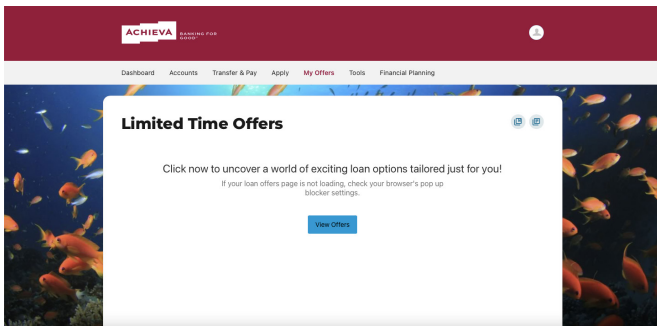 ACHIEVA
BANKING FOR
GOOD
Dashboard Accounts Transfer & Pay Apply My Offers Tools Financial Planning
Limited Time Offers
Click now to uncover a world of exciting loan options tailored just for you!
If your loan offers page is not loading, check your browser's pop up
blocker settings.
View Offers